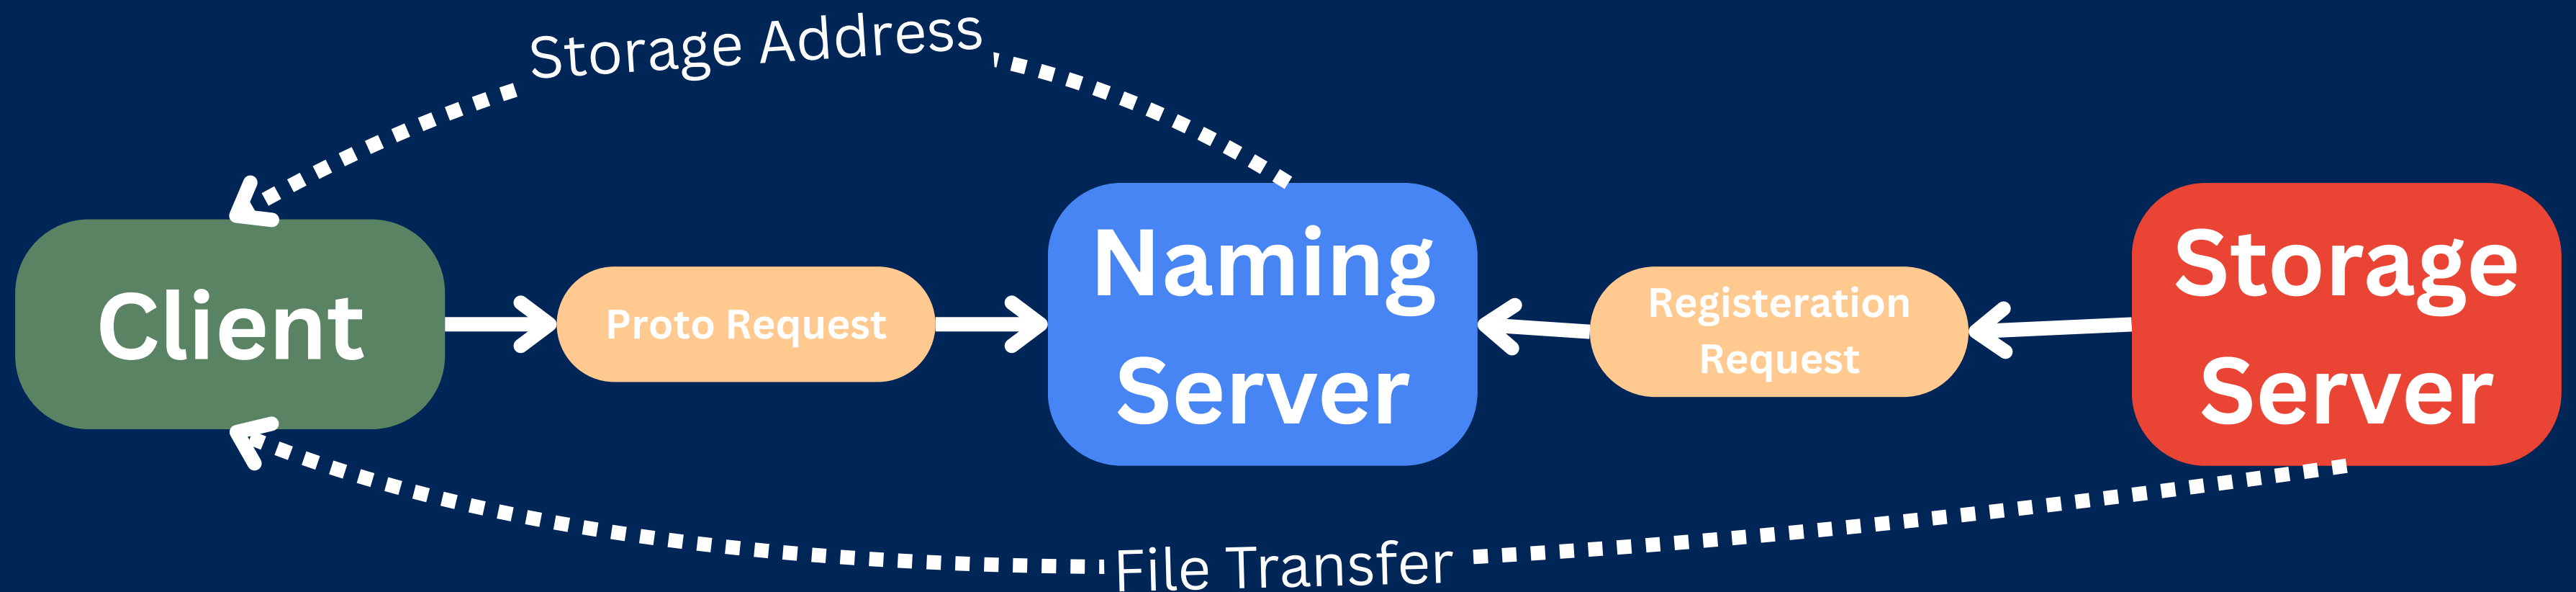 Storage Address
Client
Proto Request
Naming
Server
Registeration
Request
Storage
Server
File Transfer